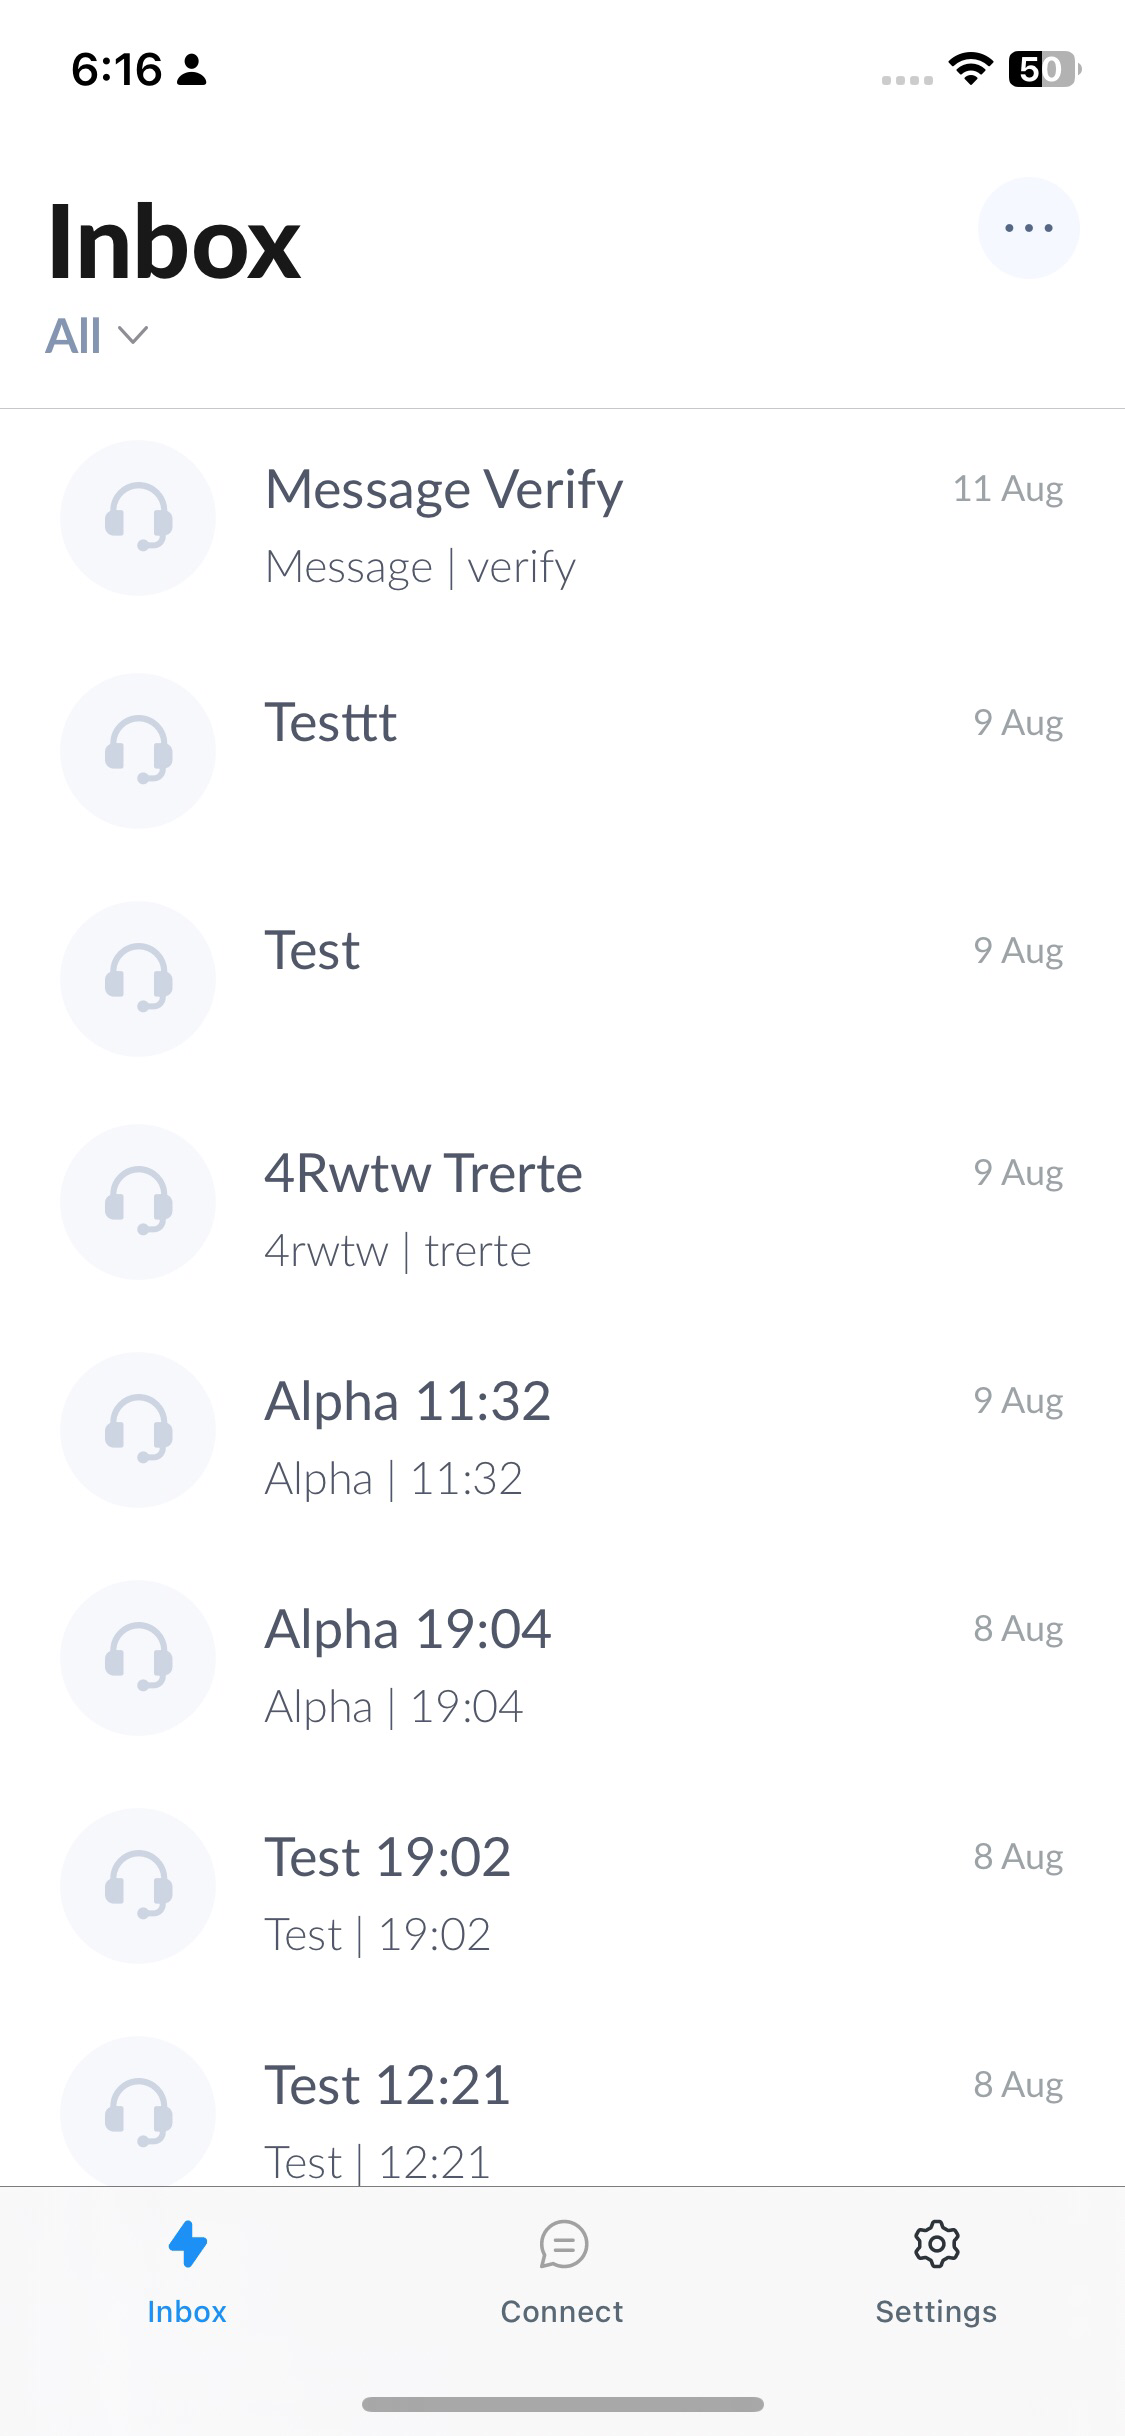 6:16
50
Inbox
All
Message Verify
11 Aug
Message | verify
Testtt
9 Aug
Test
9 Aug
4Rwtw Trerte
9 Aug
4rwtw | trerte
Alpha 11:32
9 Aug
Alpha | 11:32
Alpha 19:04
8 Aug
Alpha | 19:04
Test 19:02
8 Aug
Test | 19:02
Test 12:21
8 Aug
Test | 12:21
Inbox
Connect
Settings